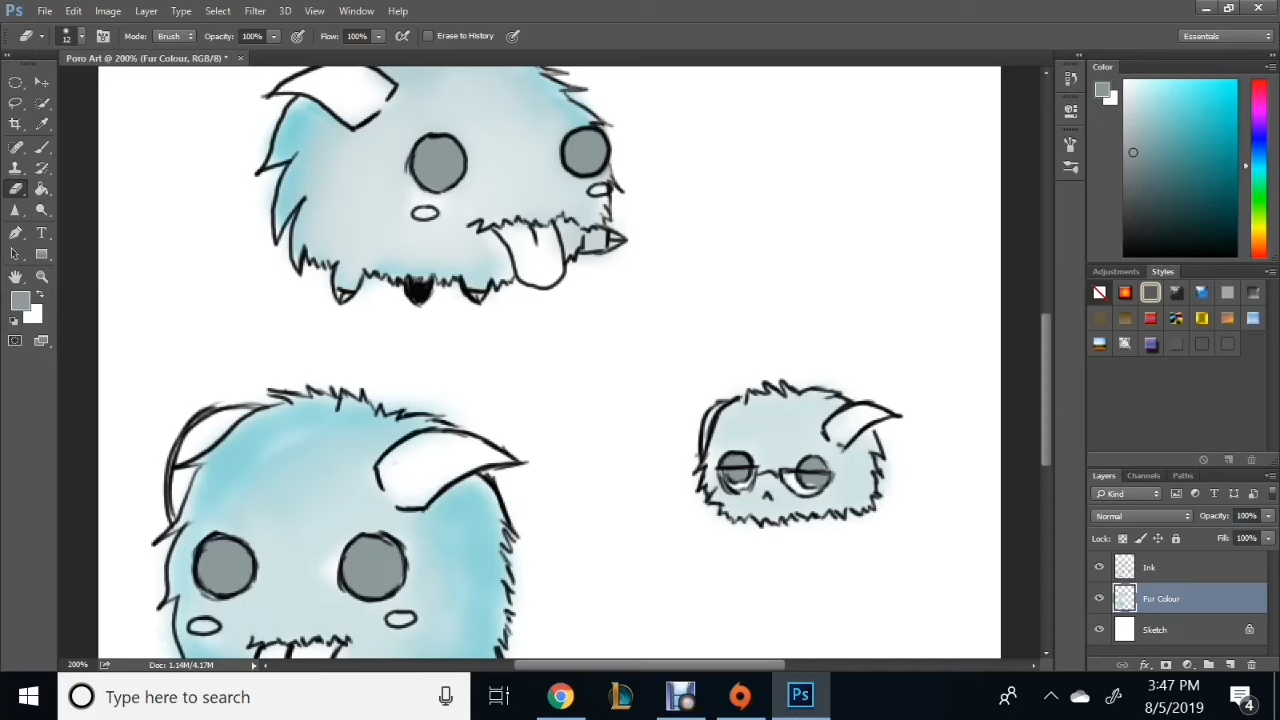 Ps File Edit Image Layer Type Select Filter 3D View Window Help
12 Mode: Brush Opacity: 100% Flow: 100% Erase to History Essentials
Poro Art @ 200% (Fur Colour, RGB/8) * ×
Color
Adjustments Styles
Layers Channels Paths
Kind
Normal Opacity: 100%
Lock: Fill: 100%
Ink
Fur Colour
Sketch
200% Doc: 1.14M/4.17M
Type here to search
Ps
3:47 PM
8/5/2019
4